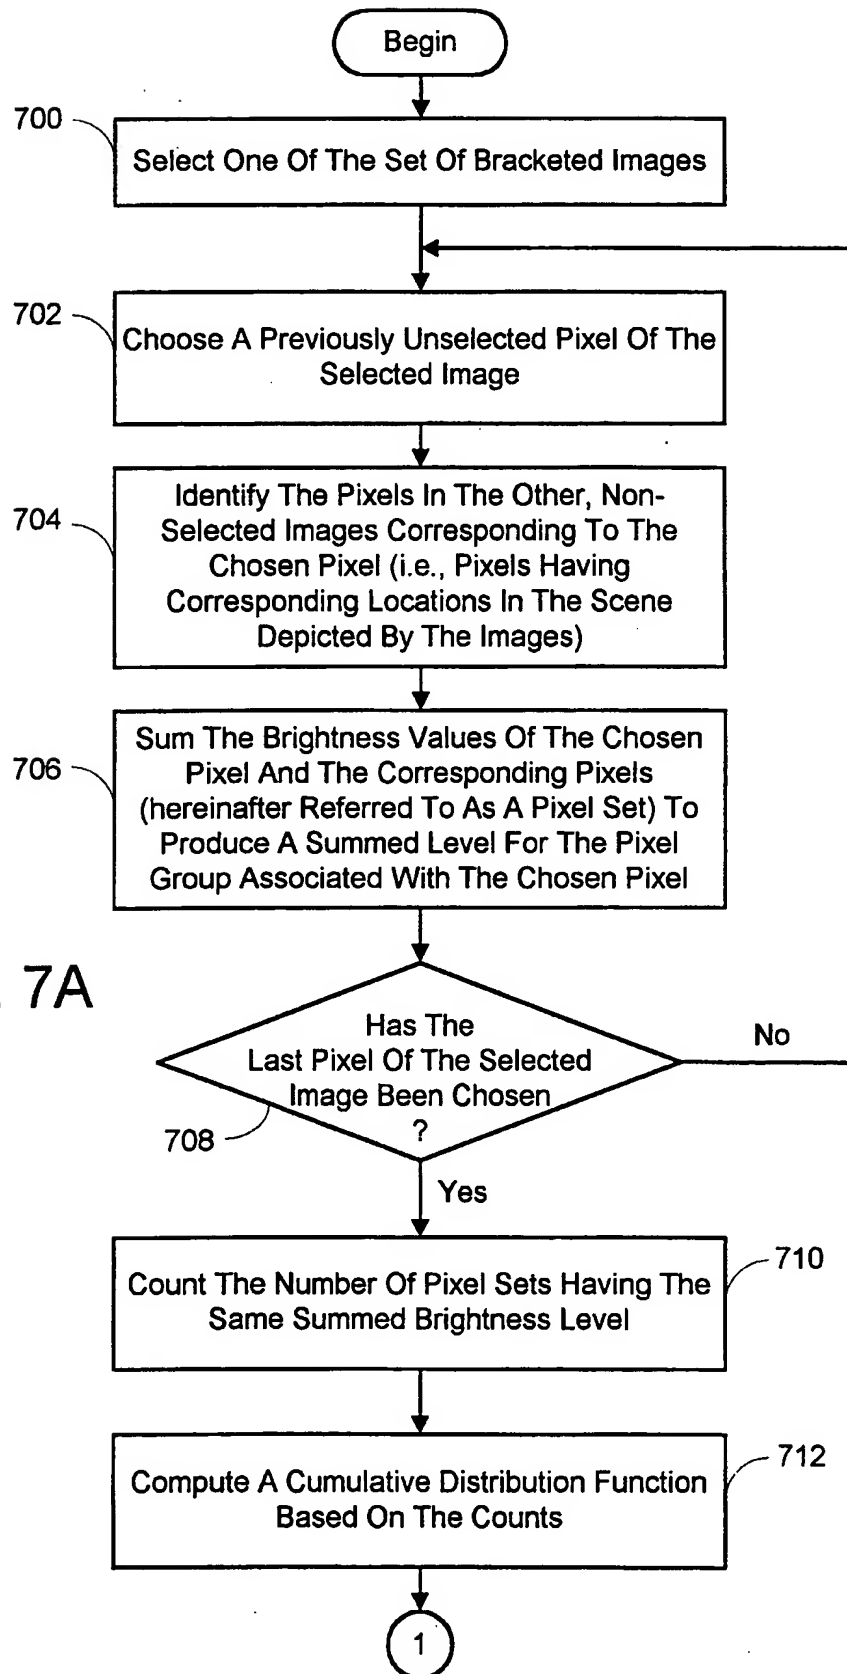 Begin
700
Select One Of The Set Of Bracketed Images
702
Choose A Previously Unselected Pixel Of The
Selected Image
704
Identify The Pixels In The Other, Non-
Selected Images Corresponding To The
Chosen Pixel (i.e., Pixels Having
Corresponding Locations In The Scene
Depicted By The Images)
706
Sum The Brightness Values Of The Chosen
Pixel And The Corresponding Pixels
(hereinafter Referred To As A Pixel Set) To
Produce A Summed Level For The Pixel
Group Associated With The Chosen Pixel
7A
Has The
Last Pixel Of The Selected
Image Been Chosen
?
No
708
Yes
710
Count The Number Of Pixel Sets Having The
Same Summed Brightness Level
712
Compute A Cumulative Distribution Function
Based On The Counts
1